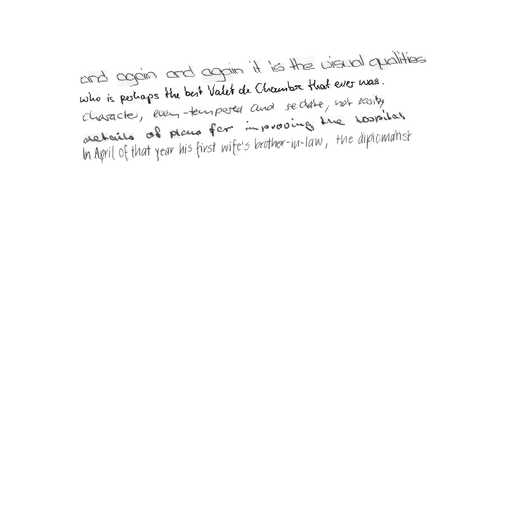 and again and again it is the visual qualities
who is perhaps the best Valet de Chambre that ever was.
character, even-tempered and sedate, not easily
details of plans for improving the hospital
In April of that year his first wife's brother-in-law, the diplomatist